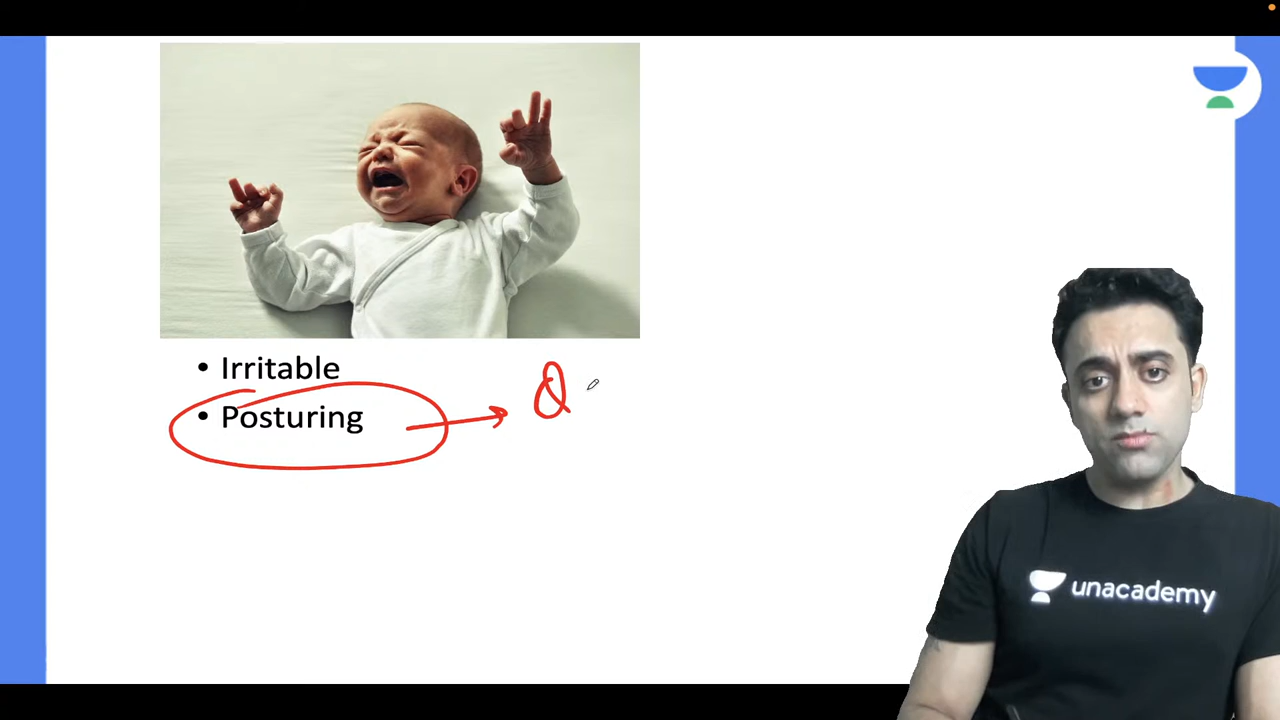 • Irritable
• Posturing
Q
unacademy